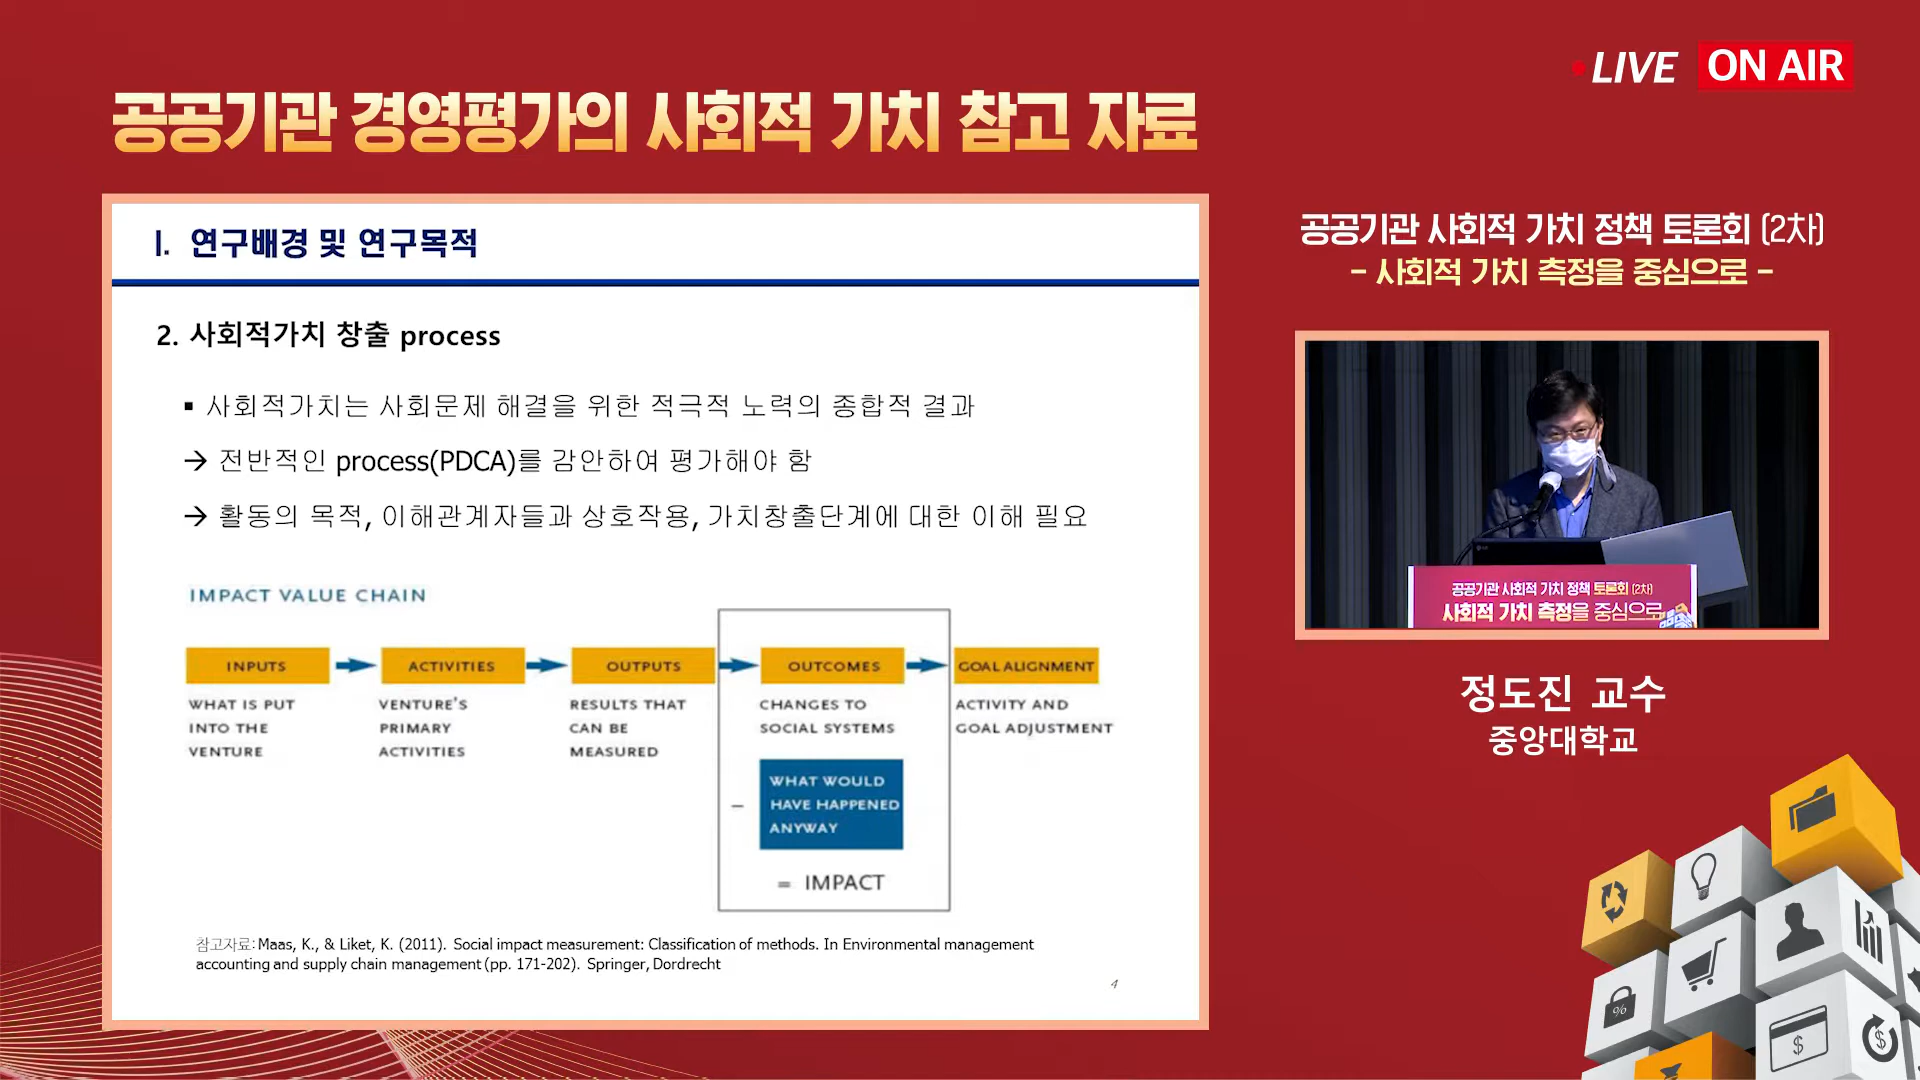 LIVE ON AIR
공공기관 경영평가의 사회적 가치 참고 자료
I. 연구배경 및 연구목적
2. 사회적가치 창출 process
▪ 사회적가치는 사회문제 해결을 위한 적극적 노력의 종합적 결과
→ 전반적인 process(PDCA)를 감안하여 평가해야 함
→ 활동의 목적, 이해관계자들과 상호작용, 가치창출단계에 대한 이해 필요
IMPACT VALUE CHAIN
INPUTS
WHAT IS PUT
INTO THE
VENTURE
ACTIVITIES
VENTURE'S
PRIMARY
ACTIVITIES
OUTPUTS
RESULTS THAT
CAN BE
MEASURED
OUTCOMES
CHANGES TO
SOCIAL SYSTEMS
– WHAT WOULD
HAVE HAPPENED
ANYWAY
= IMPACT
GOAL ALIGNMENT
ACTIVITY AND
GOAL ADJUSTMENT
참고자료: Maas, K., & Liket, K. (2011). Social impact measurement: Classification of methods. In Environmental management
accounting and supply chain management (pp. 171-202). Springer, Dordrecht
4
공공기관 사회적 가치 정책 토론회 (2차)
- 사회적 가치 측정을 중심으로 -
공공기관 사회적 가치 정책 토론회 (2차)
사회적 가치 측정을 중심으로
정도진 교수
중앙대학교
%
$
$